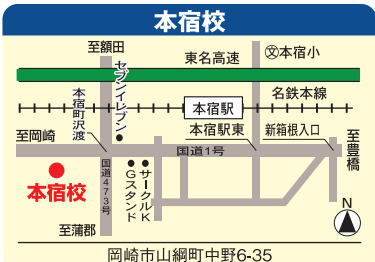 本宿校
至額田
東名高速
文 本宿小
セブンイレブン
名鉄本線
本宿駅
本宿町沢渡
本宿駅東
新箱根入口
至岡崎
国道1号
至豊橋
本宿校
国道473号
Gスタンド
サークルK
至蒲郡
N
岡崎市山綱町中野6-35